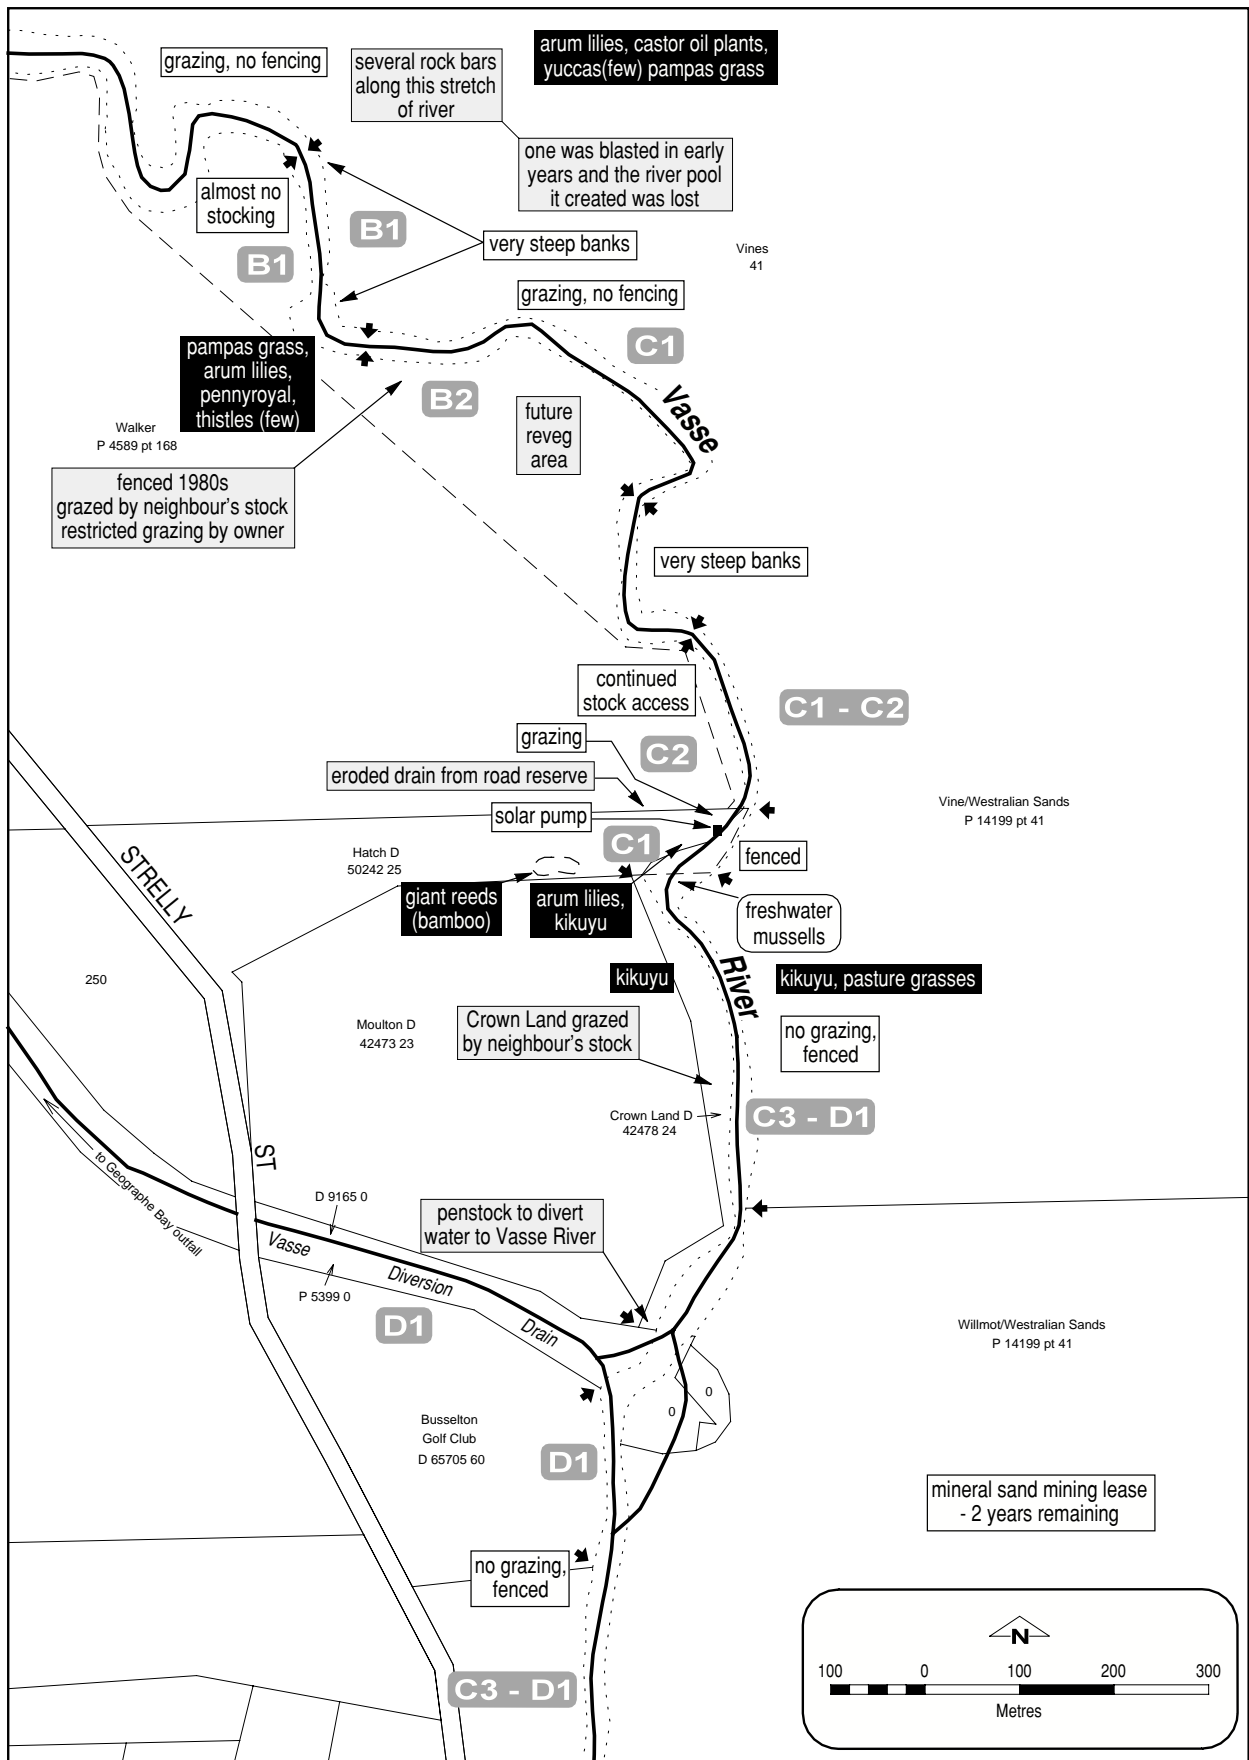 grazing, no fencing
several rock bars
along this stretch
of river
arum lilies, castor oil plants,
yuccas(few) pampas grass
one was blasted in early
years and the river pool
it created was lost
almost no
stocking
B1
B1
very steep banks
Vines
41
grazing, no fencing
pampas grass,
arum lilies,
pennyroyal,
thistles (few)
C1
B2
Vasse
future
reveg
area
Walker
P 4589 pt 168
fenced 1980s
grazed by neighbour's stock
restricted grazing by owner
very steep banks
continued
stock access
C1 - C2
grazing
C2
eroded drain from road reserve
solar pump
Vine/Westralian Sands
P 14199 pt 41
C1
Hatch D
50242 25
fenced
STRELLY
giant reeds
(bamboo)
arum lilies,
kikuyu
freshwater
mussells
River
250
kikuyu
kikuyu, pasture grasses
Moulton D
42473 23
Crown Land grazed
by neighbour's stock
no grazing,
fenced
Crown Land D
42478 24
C3 - D1
ST
to Geographe Bay outfall
D 9165 0
penstock to divert
water to Vasse River
Vasse
Diversion
Drain
P 5399 0
D1
Willmot/Westralian Sands
P 14199 pt 41
0
0
Busselton
Golf Club
D 65705 60
D1
mineral sand mining lease
- 2 years remaining
no grazing,
fenced
C3 - D1
N
100 0 100 200 300
Metres